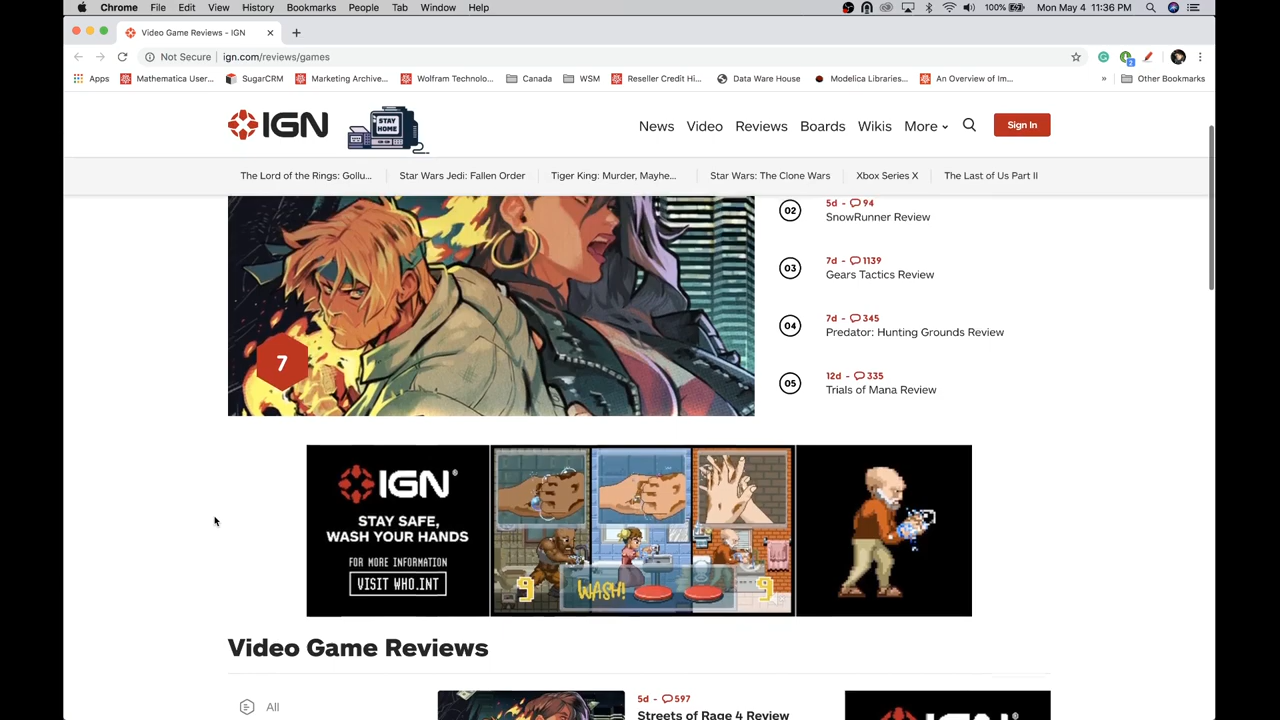 Chrome File Edit View History Bookmarks People Tab Window Help 100% Mon May 4 11:36 PM
Video Game Reviews - IGN
Not Secure ign.com/reviews/games
Apps Mathematica User... SugarCRM Marketing Archive... Wolfram Technolo... Canada WSM Reseller Credit Hi... Data Ware House Modelica Libraries... An Overview of Im... » Other Bookmarks
IGN STAY HOME News Video Reviews Boards Wikis More Sign In
The Lord of the Rings: Gollu... Star Wars Jedi: Fallen Order Tiger King: Murder, Mayhe... Star Wars: The Clone Wars Xbox Series X The Last of Us Part II
02 5d - 94
SnowRunner Review
03 7d - 1139
Gears Tactics Review
04 7d - 345
Predator: Hunting Grounds Review
05 12d - 335
Trials of Mana Review
7
IGN
STAY SAFE,
WASH YOUR HANDS
FOR MORE INFORMATION
VISIT WHO.INT
9 WASH! 9
Video Game Reviews
All
5d - 597
Streets of Rage 4 Review